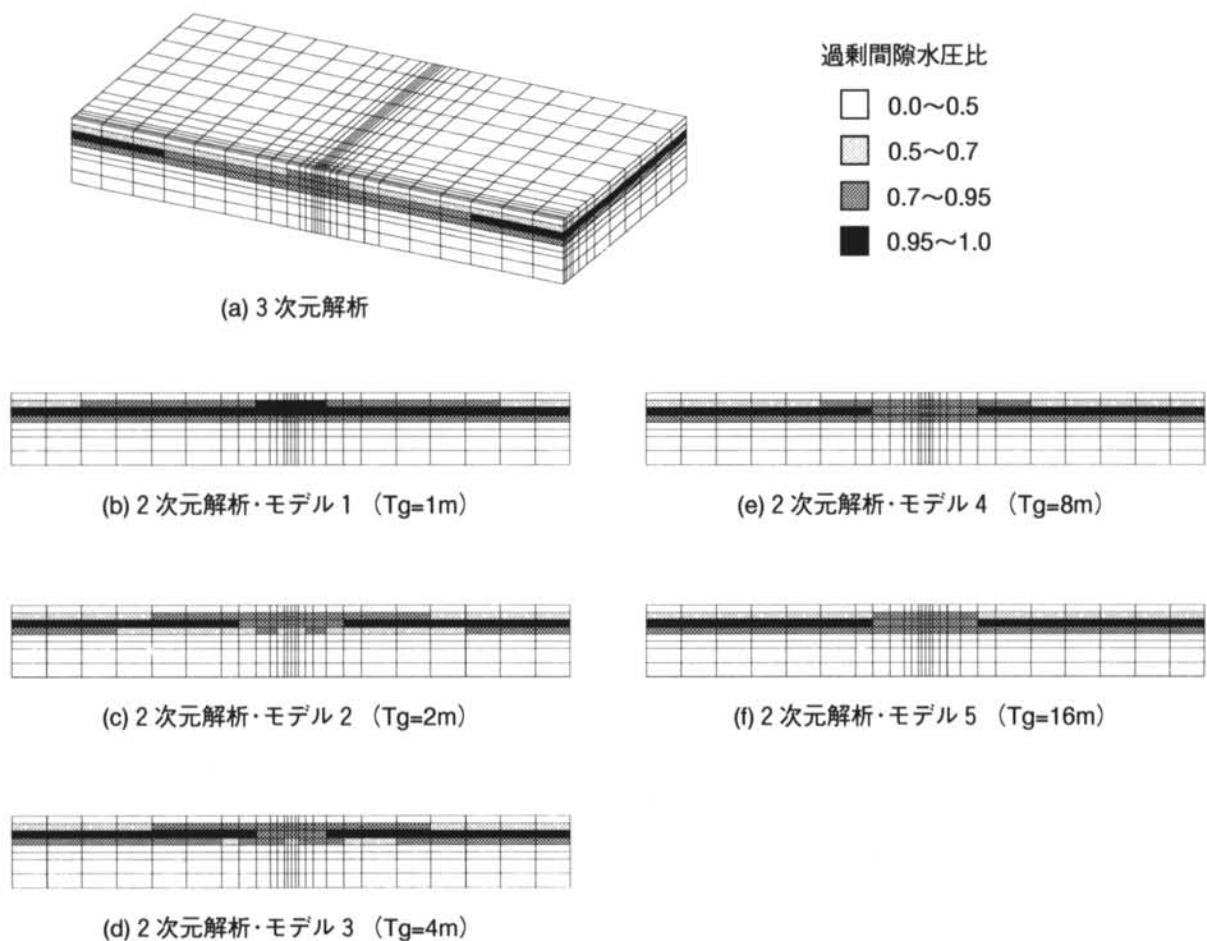 過剰間隙水圧比
0.0～0.5
0.5～0.7
0.7～0.95
0.95～1.0
(a) 3 次元解析
(b) 2 次元解析・モデル 1 （Tg=1m）
(e) 2 次元解析・モデル 4 （Tg=8m）
(c) 2 次元解析・モデル 2 （Tg=2m）
(f) 2 次元解析・モデル 5 （Tg=16m）
(d) 2 次元解析・モデル 3 （Tg=4m）